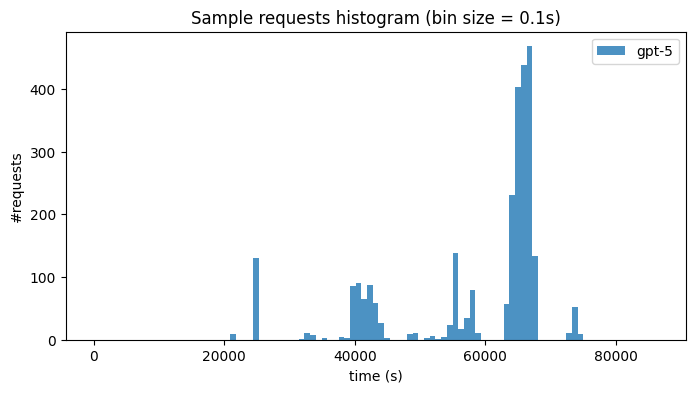 Sample requests histogram (bin size = 0.1s)
gpt-5
#requests
400
300
200
100
0
0 20000 40000 60000 80000
time (s)